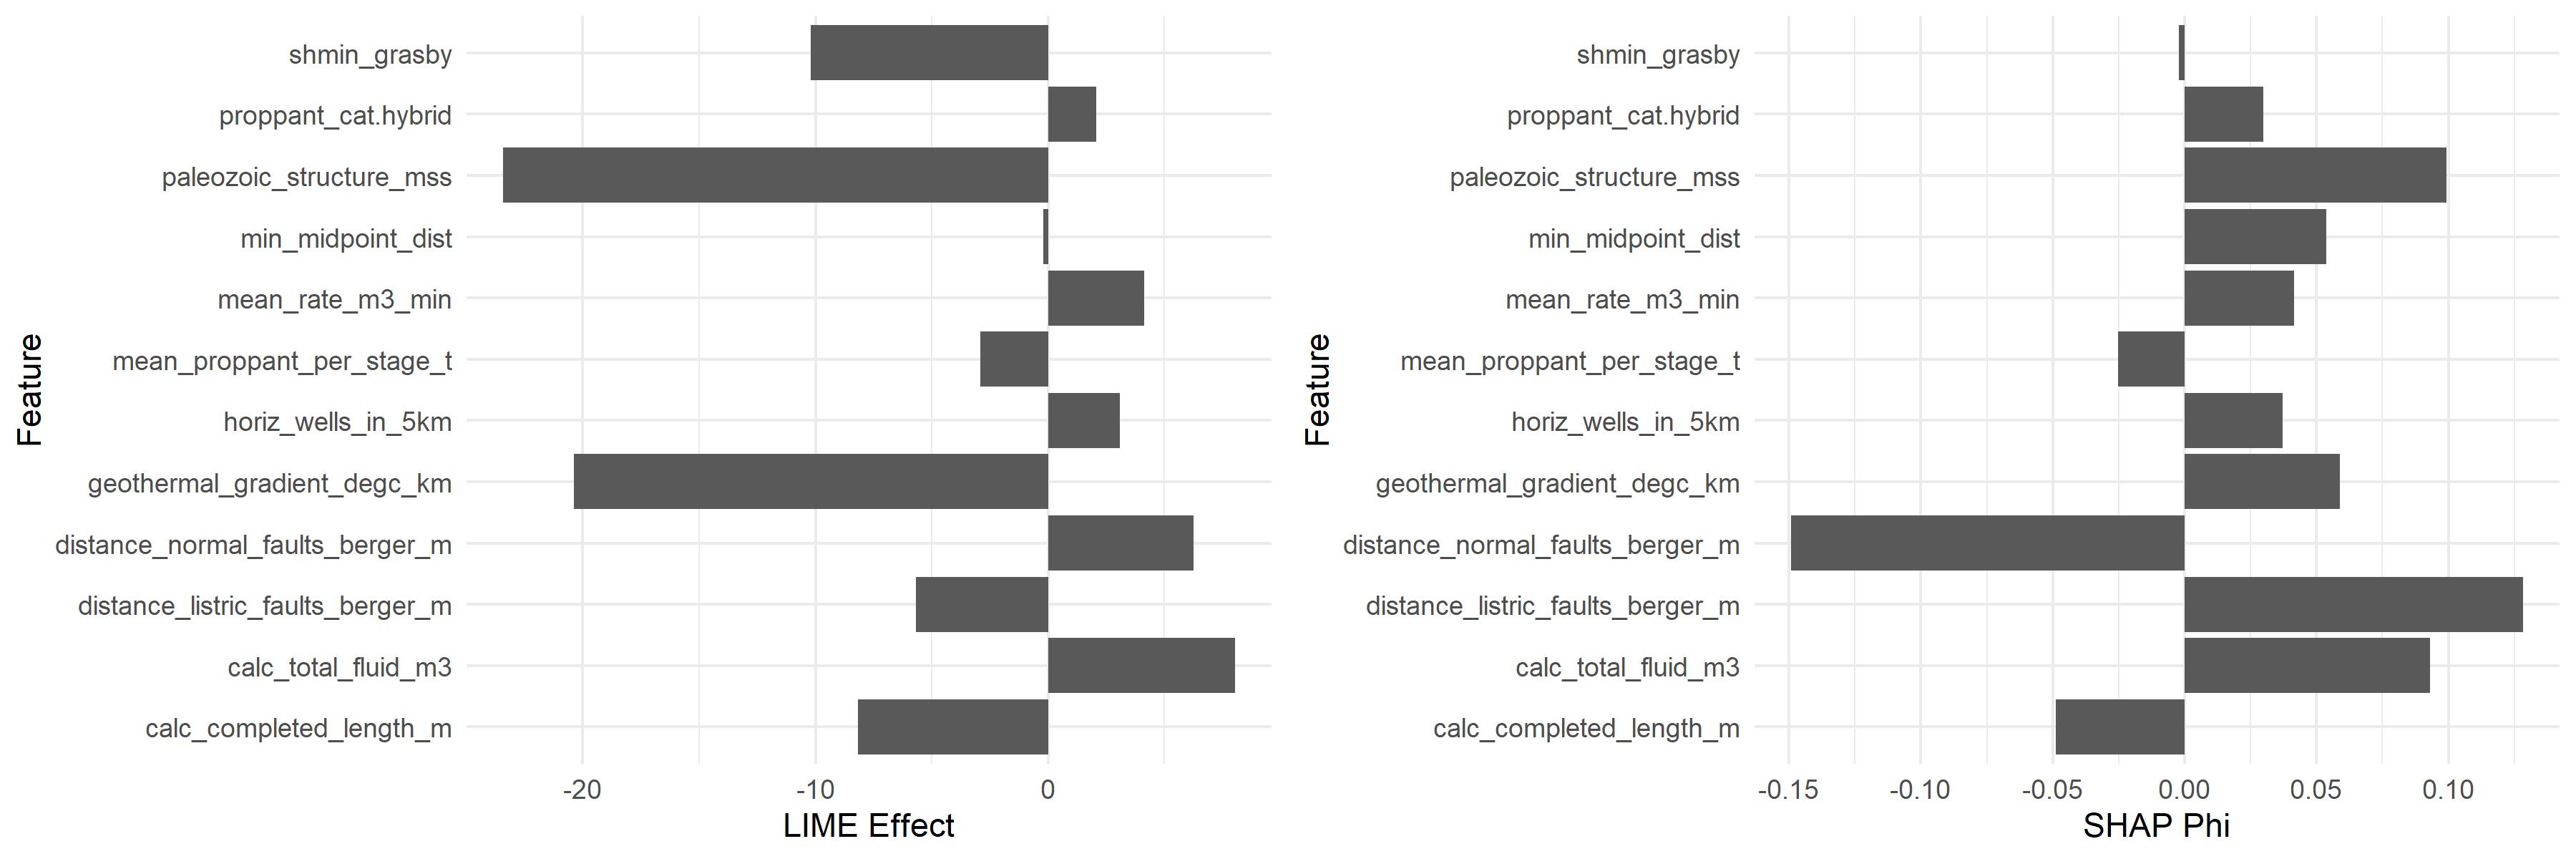 Feature
shmin_grasby
proppant_cat.hybrid
paleozoic_structure_mss
min_midpoint_dist
mean_rate_m3_min
mean_proppant_per_stage_t
horiz_wells_in_5km
geothermal_gradient_degc_km
distance_normal_faults_berger_m
distance_listric_faults_berger_m
calc_total_fluid_m3
calc_completed_length_m
-20 -10 0
LIME Effect
Feature
shmin_grasby
proppant_cat.hybrid
paleozoic_structure_mss
min_midpoint_dist
mean_rate_m3_min
mean_proppant_per_stage_t
horiz_wells_in_5km
geothermal_gradient_degc_km
distance_normal_faults_berger_m
distance_listric_faults_berger_m
calc_total_fluid_m3
calc_completed_length_m
-0.15 -0.10 -0.05 0.00 0.05 0.10
SHAP Phi